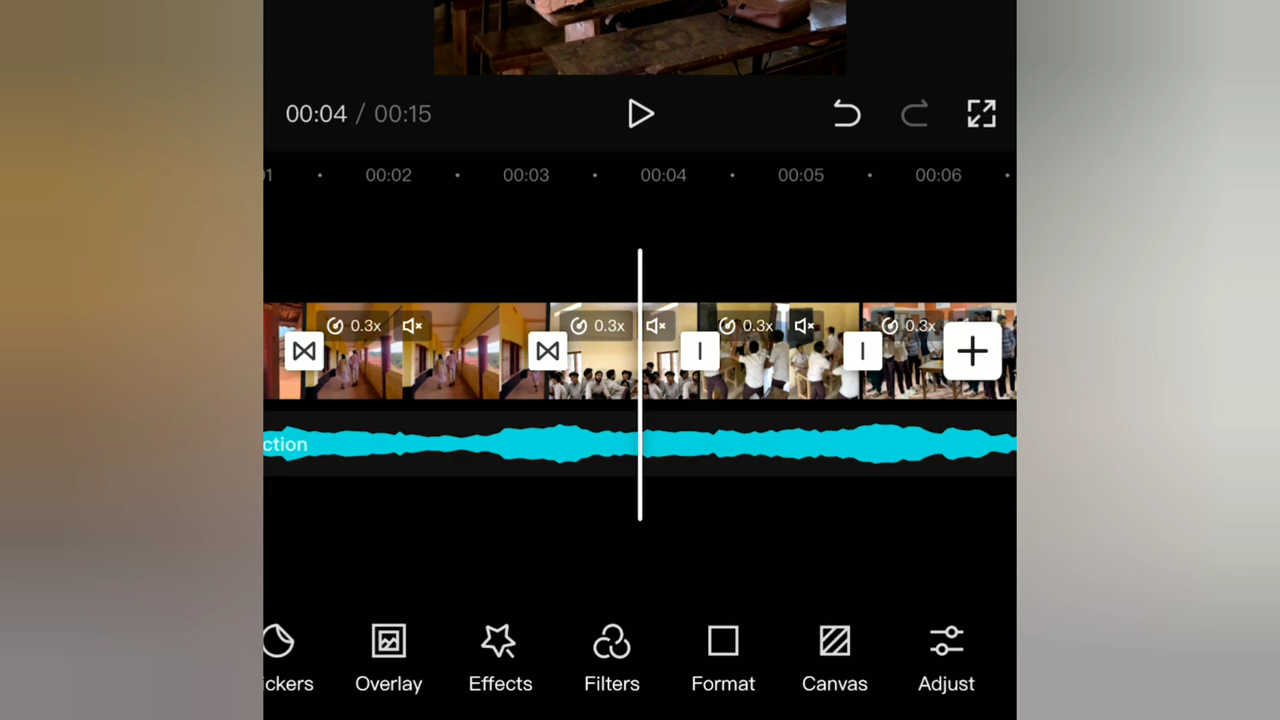 00:04 / 00:15
00:02 00:03 00:04 00:05 00:06
0.3x 0.3x 0.3x 0.3x
ction
ickers Overlay Effects Filters Format Canvas Adjust